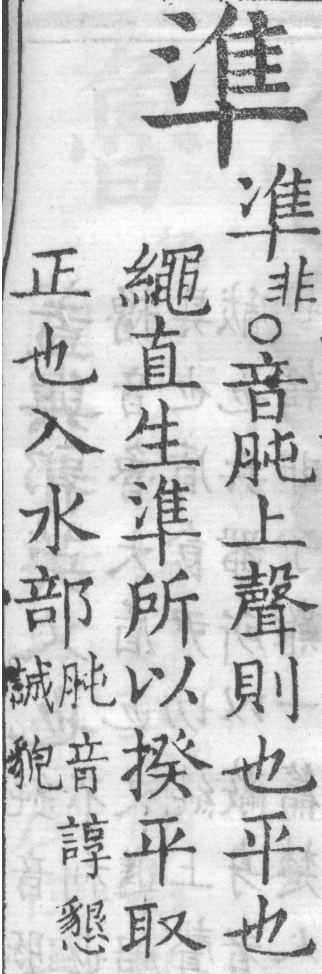 準
凖非○音肫上聲則也平也
繩直生準所以揆平取
正也入水部肫音諄懇
誠貌